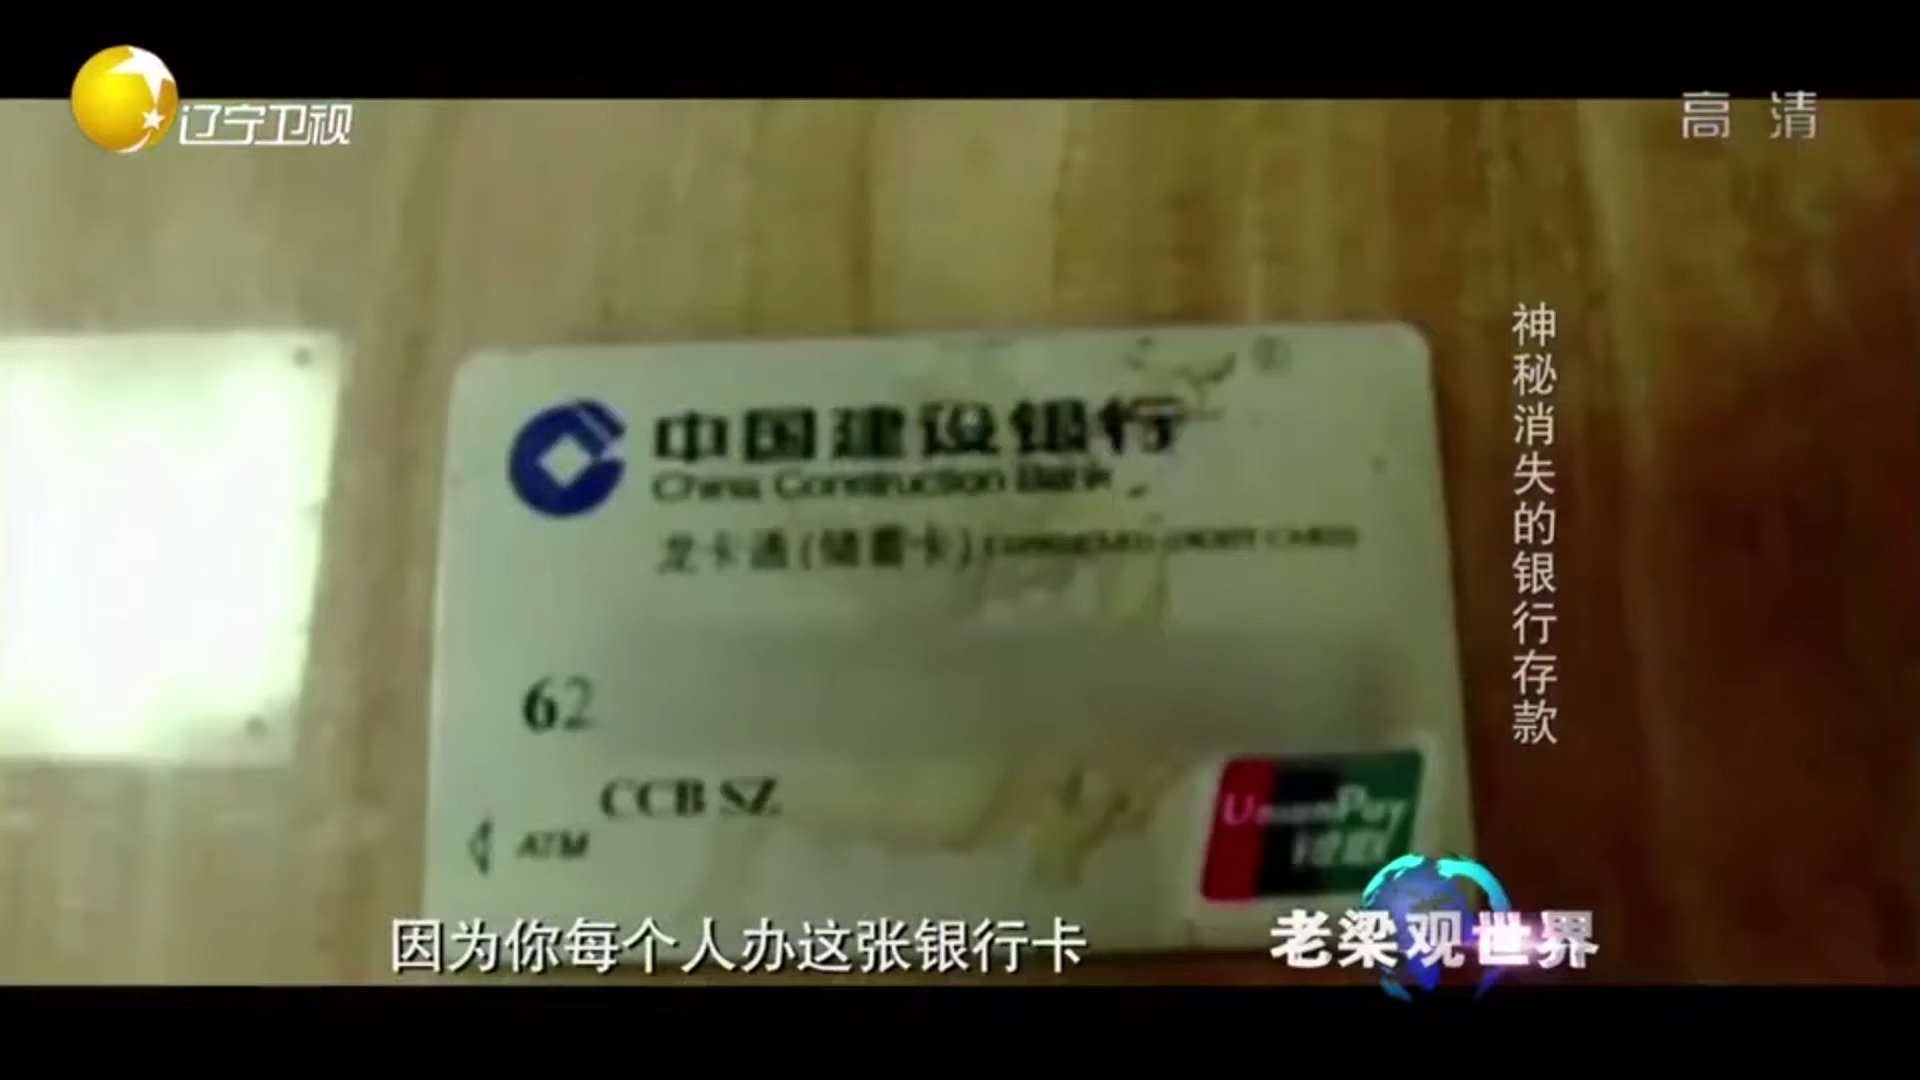 辽宁卫视
高 清
中国建设银行
China Construction Bank
龙卡通(储蓄卡)
62
CCB SZ
ATM
UnionPay
银联
神秘消失的银行存款
因为你每个人办这张银行卡
老梁观世界